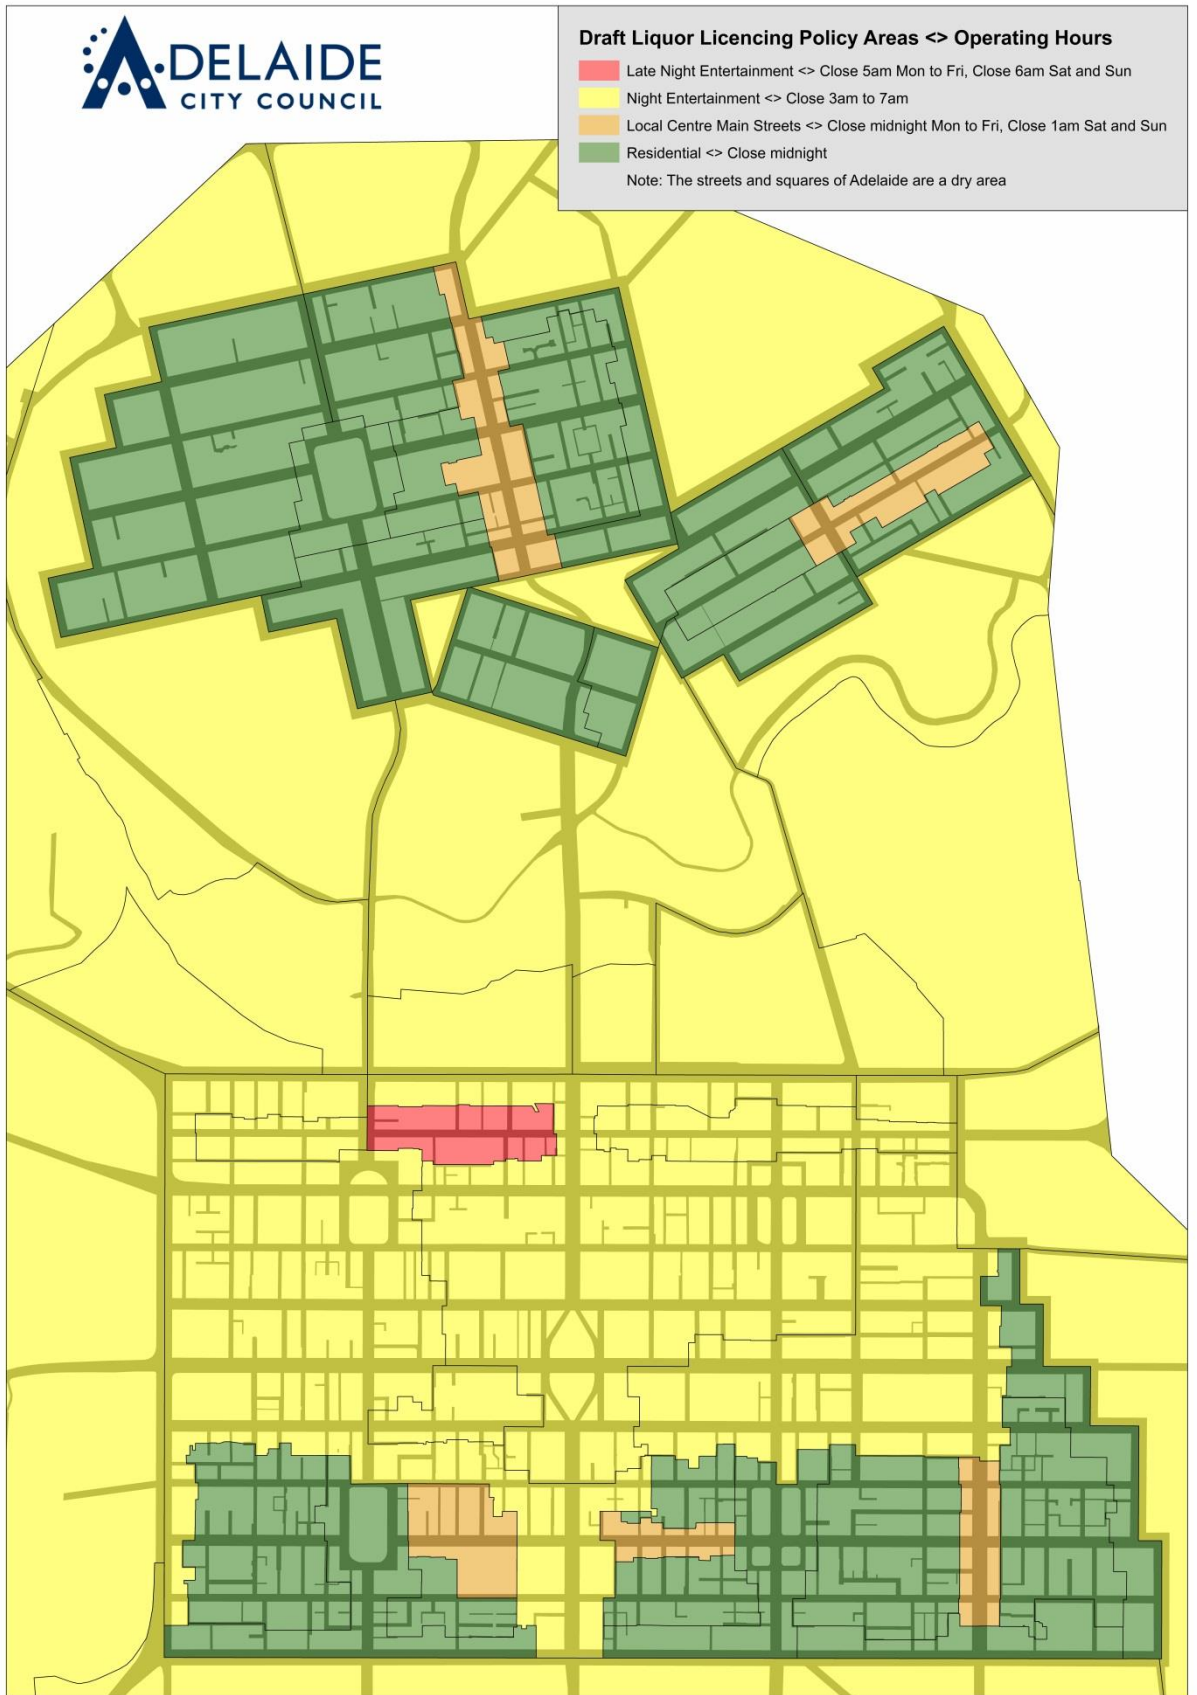 ADELAIDE
CITY COUNCIL
Draft Liquor Licencing Policy Areas <> Operating Hours
Late Night Entertainment <> Close 5am Mon to Fri, Close 6am Sat and Sun
Night Entertainment <> Close 3am to 7am
Local Centre Main Streets <> Close midnight Mon to Fri, Close 1am Sat and Sun
Residential <> Close midnight
Note: The streets and squares of Adelaide are a dry area